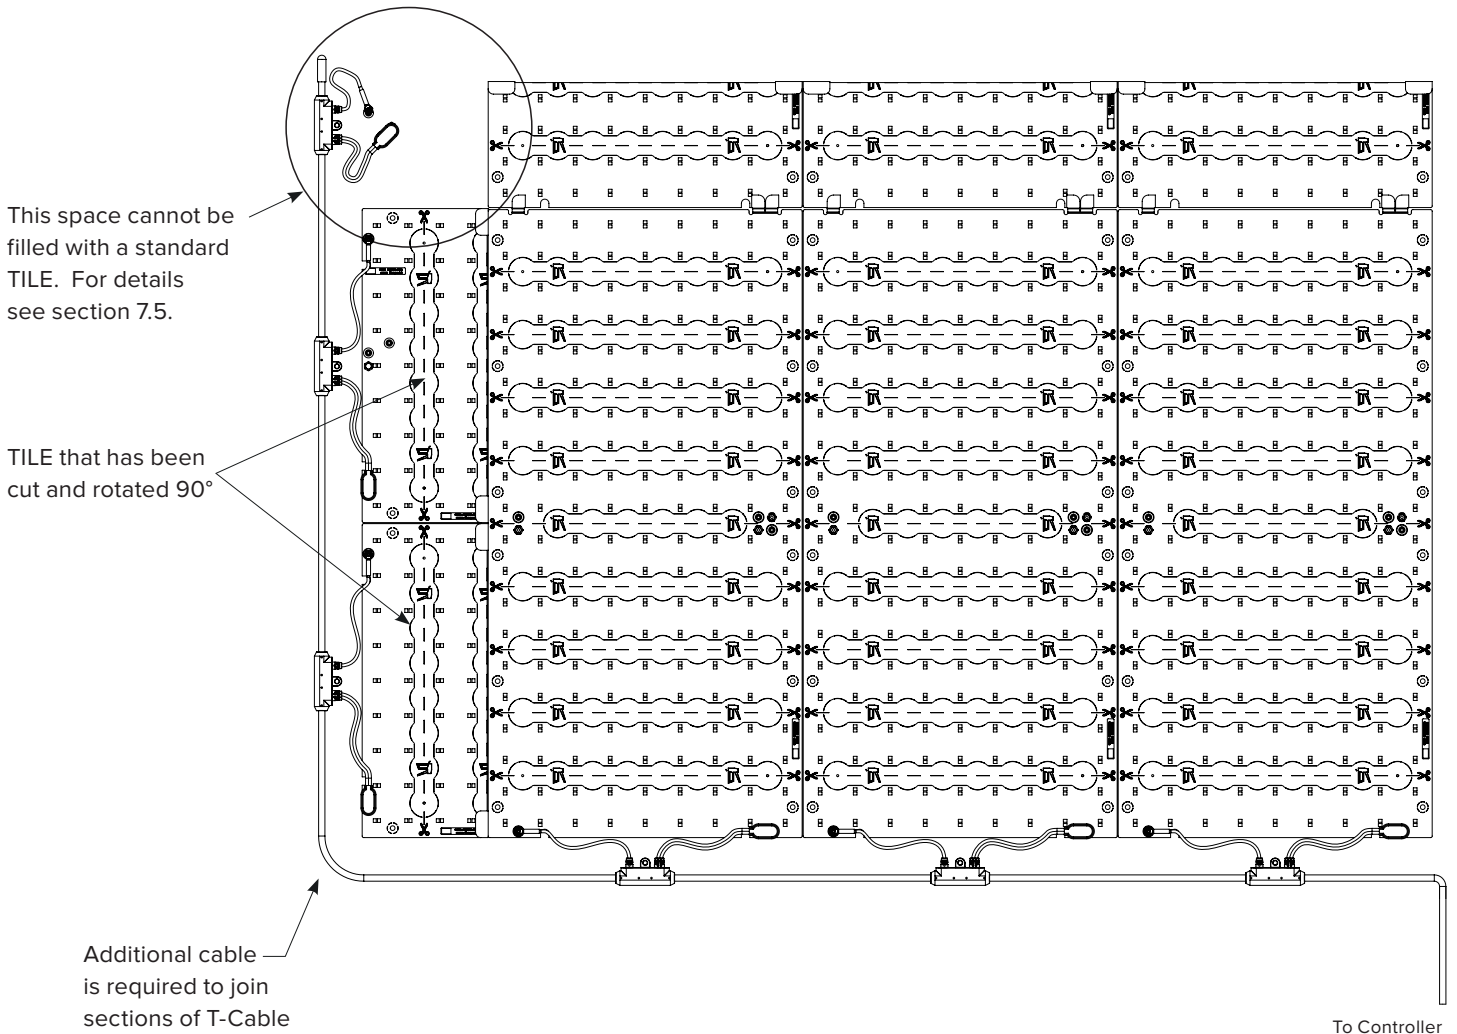 This space cannot be
filled with a standard
TILE. For details
see section 7.5.
TILE that has been
cut and rotated 90°
Additional cable
is required to join
sections of T-Cable
To Controller